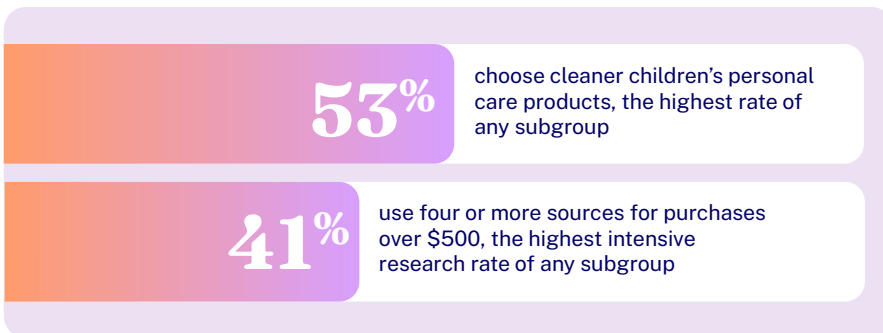 53%
choose cleaner children’s personal
care products, the highest rate of
any subgroup
41%
use four or more sources for purchases
over $500, the highest intensive
research rate of any subgroup